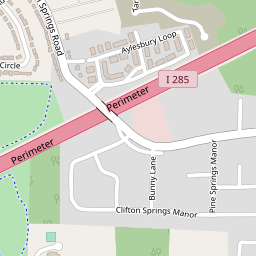 Springs Road
Circle
Aylesbury Loop
I 285
Perimeter
Perimeter
Bunny Lane
Pine Springs Manor
Clifton Springs Manor